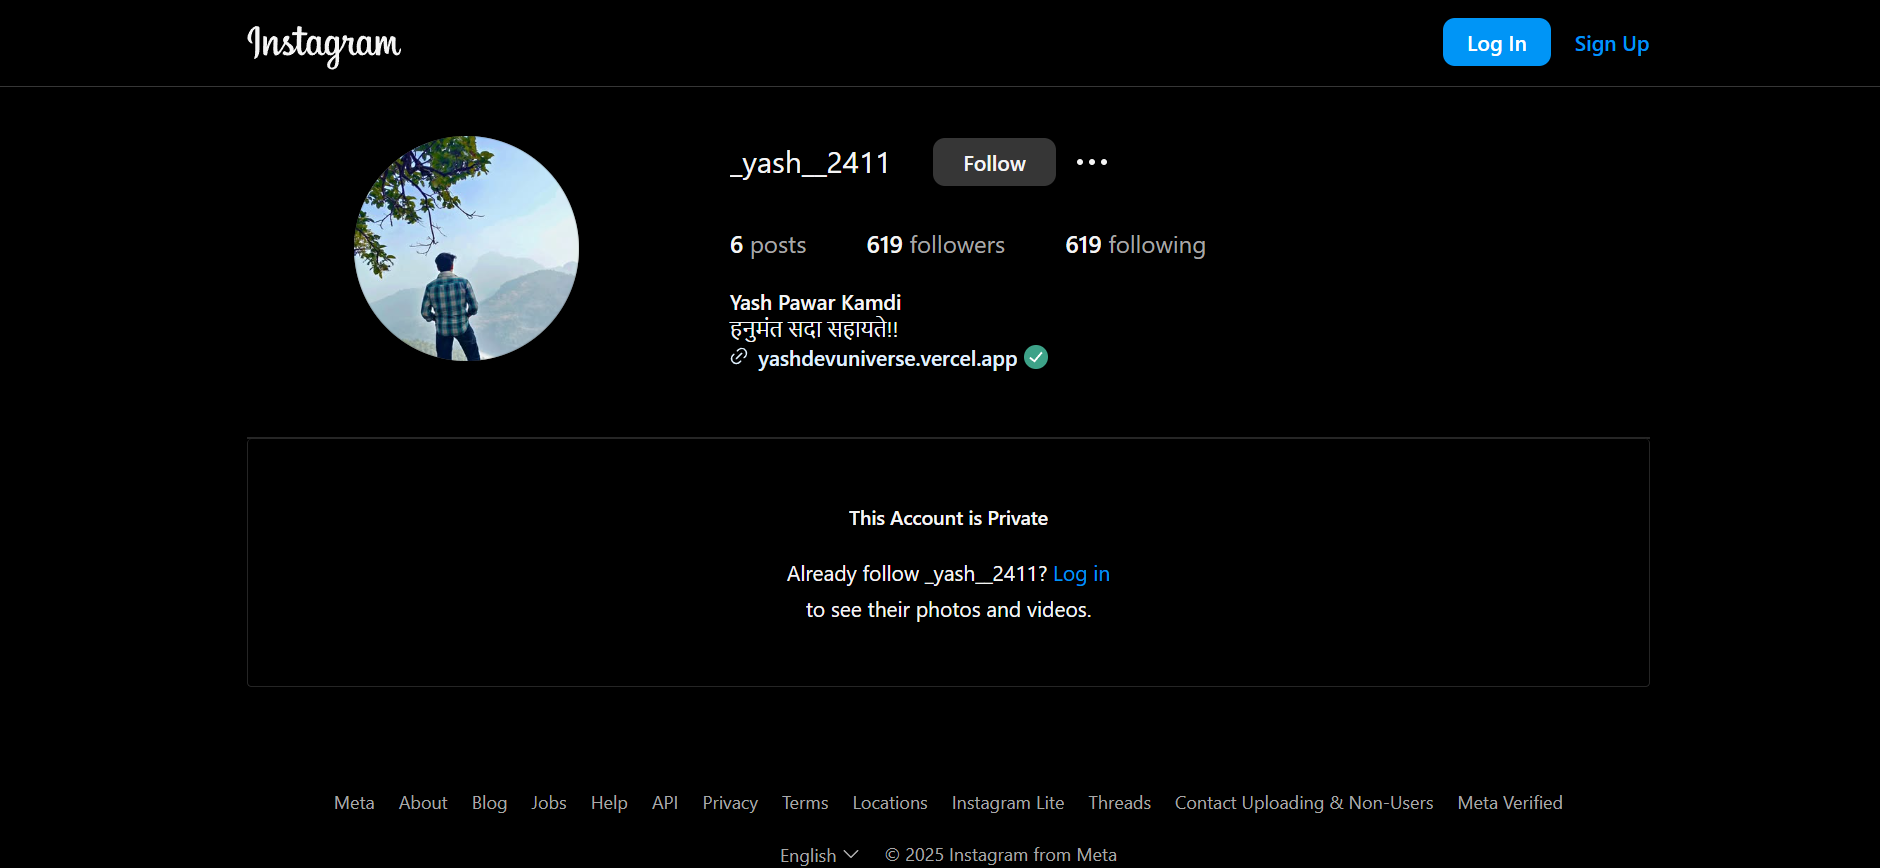 Instagram
Log In Sign Up
_yash__2411 Follow
6 posts 619 followers 619 following
Yash Pawar Kamdi
हनुमंत सदा सहायते!!
yashdevuniverse.vercel.app
This Account is Private
Already follow _yash__2411? Log in
to see their photos and videos.
Meta About Blog Jobs Help API Privacy Terms Locations Instagram Lite Threads Contact Uploading & Non-Users Meta Verified
English © 2025 Instagram from Meta